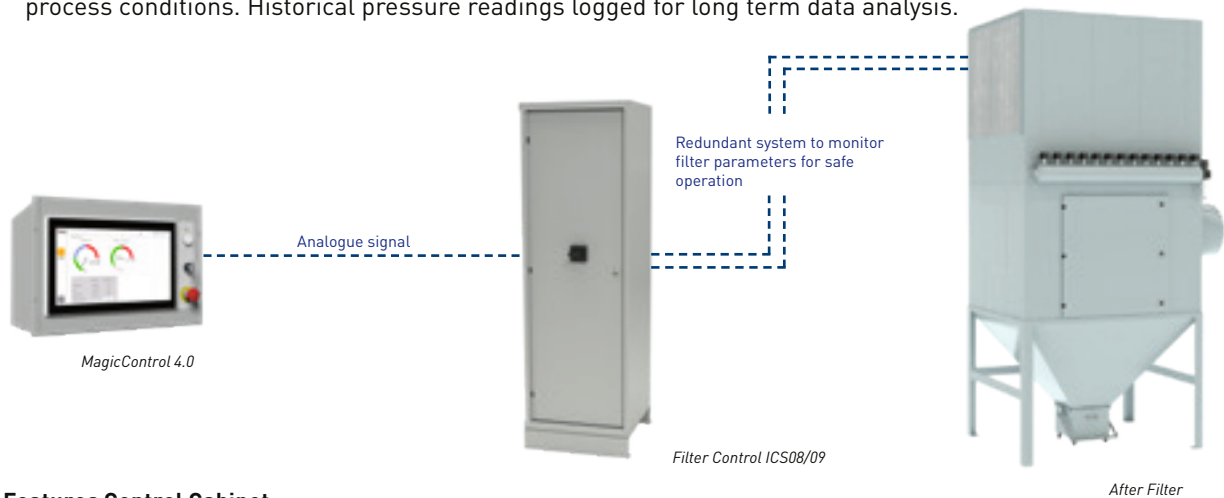 process conditions. Historical pressure readings logged for long term data analysis.
Redundant system to monitor
filter parameters for safe
operation
Analogue signal
MagicControl 4.0
Filter Control ICS08/09
After Filter
Features Control Cabinet